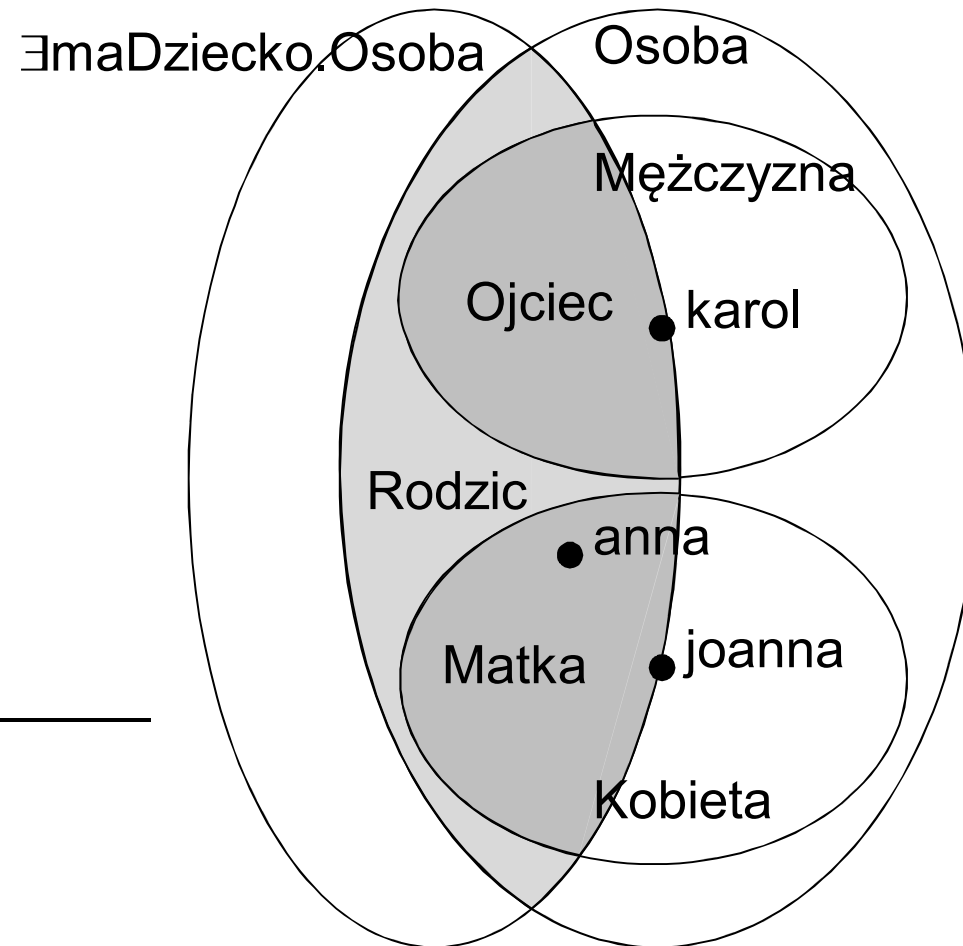 ∃maDziecko.Osoba
Osoba
Mężczyzna
Ojciec
karol
Rodzic
anna
Matka
joanna
Kobieta